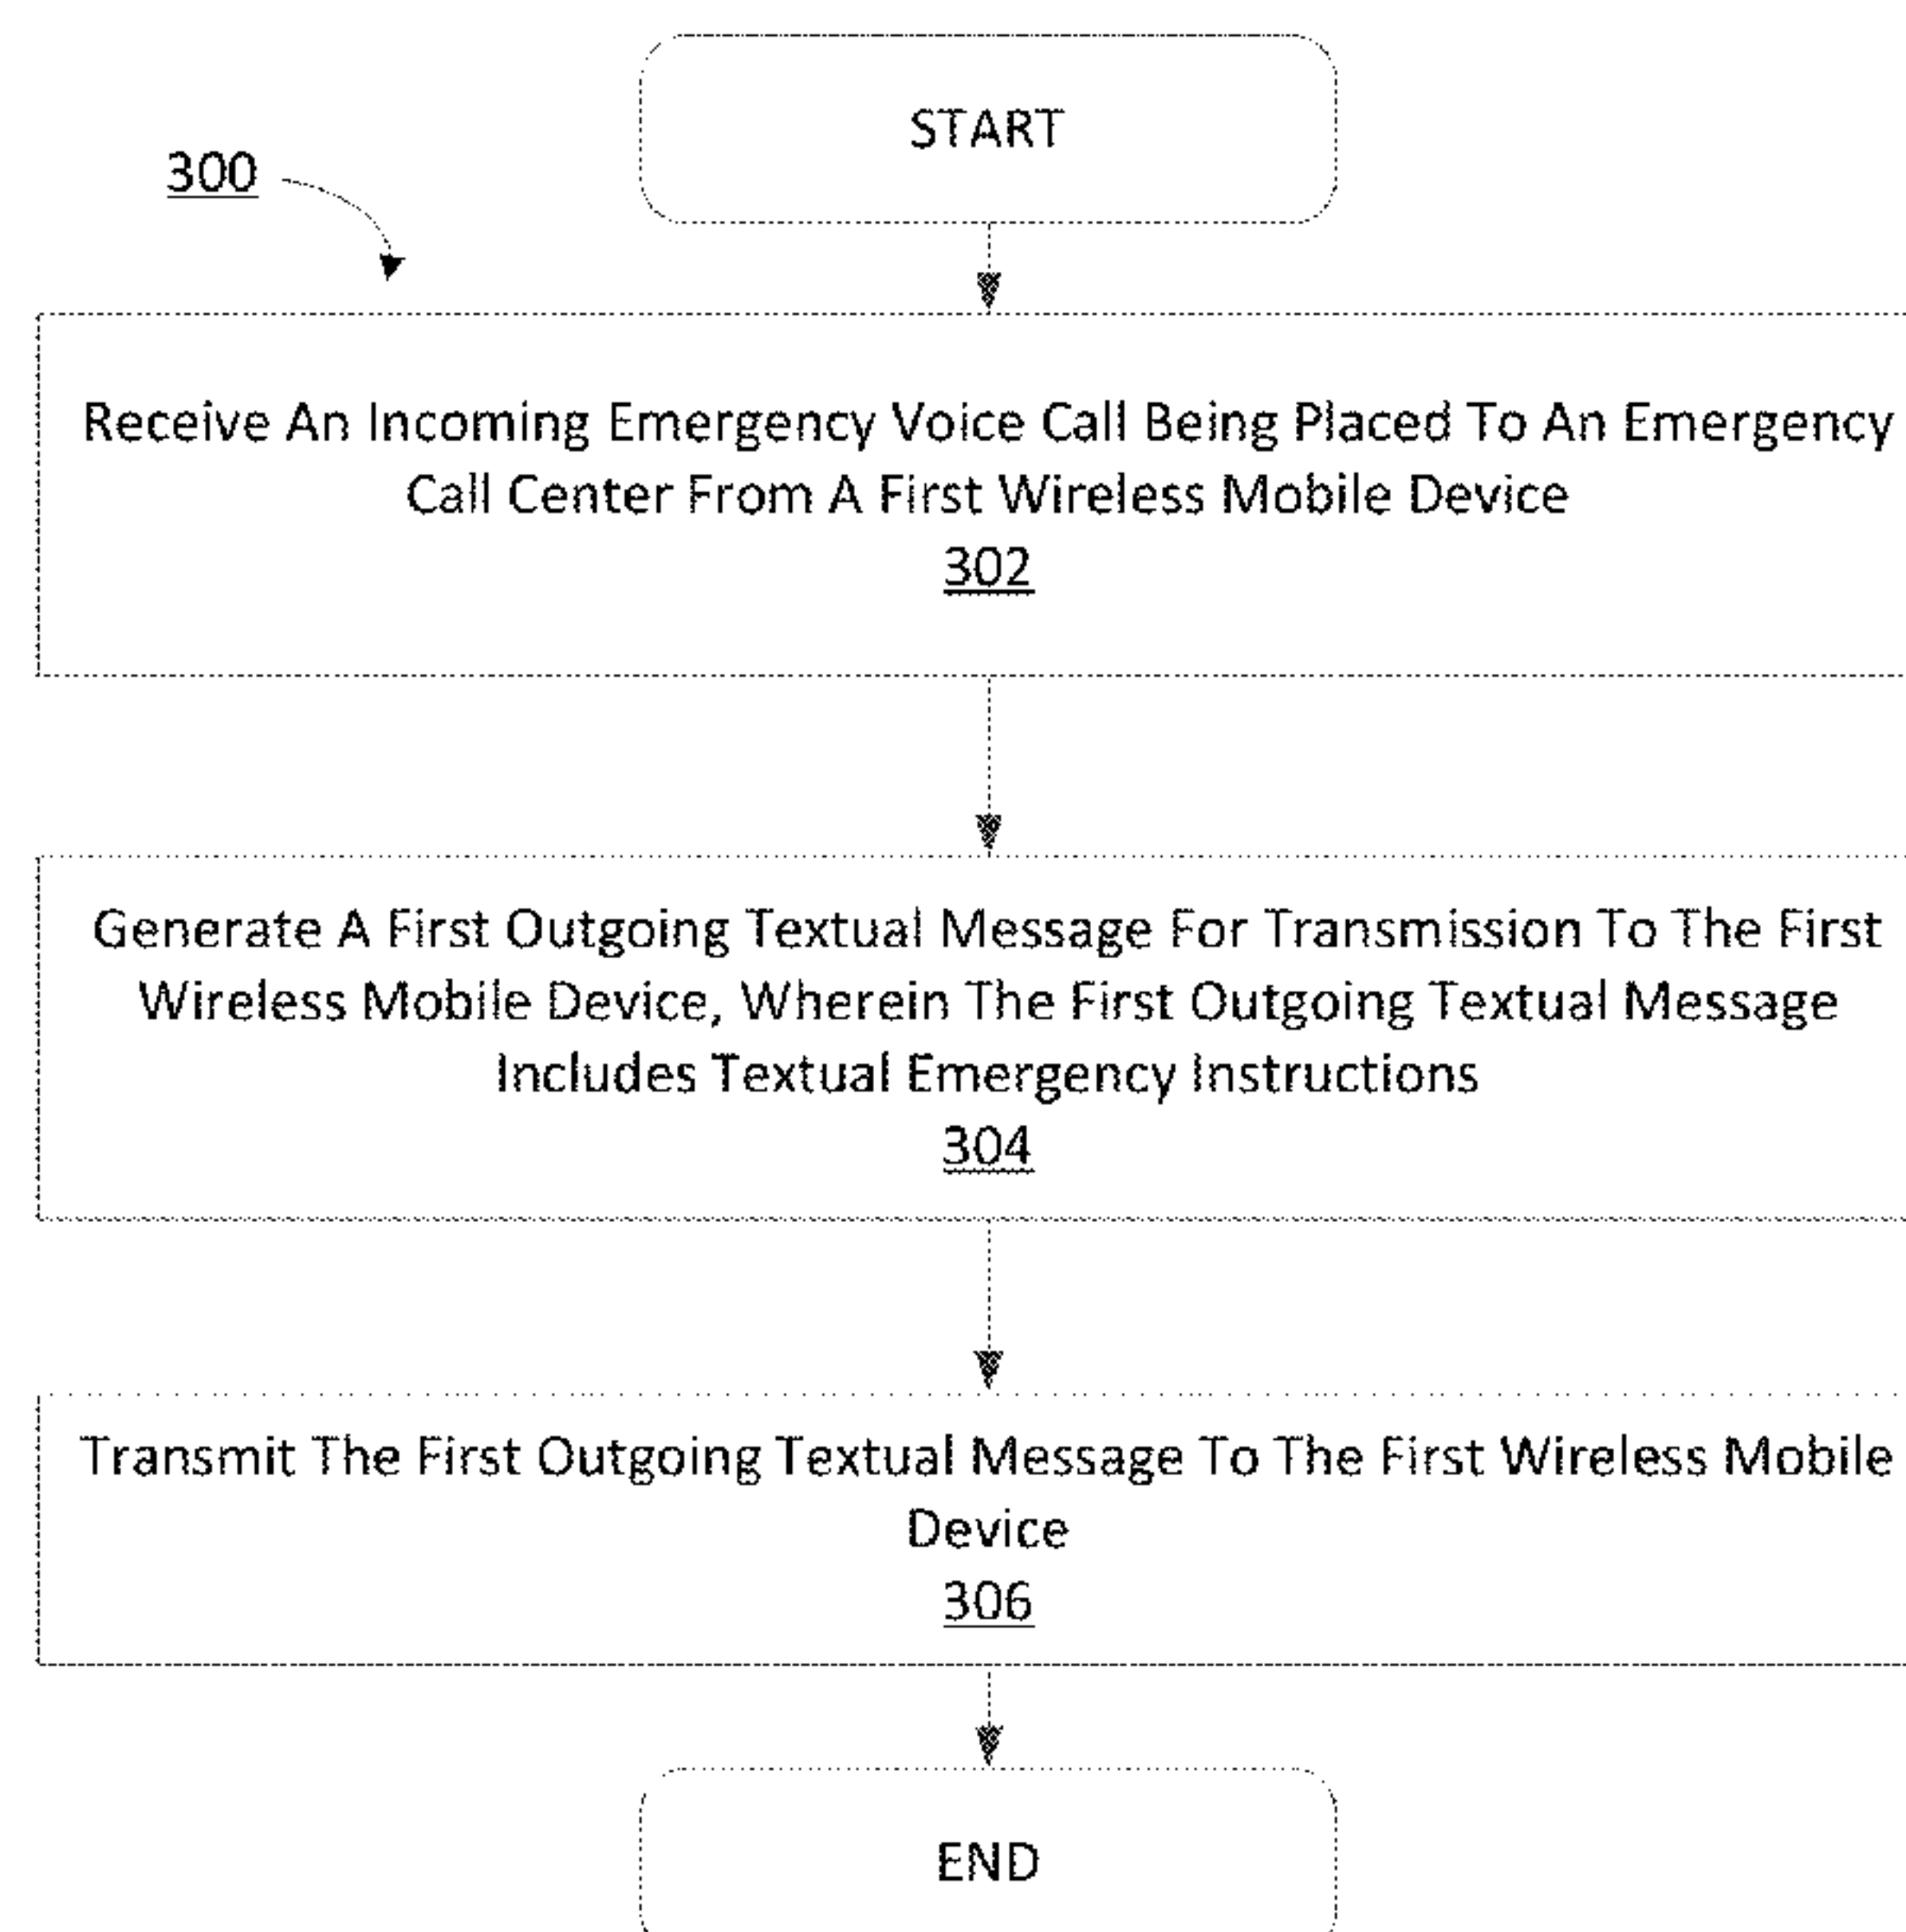 START
300
Receive An Incoming Emergency Voice Call Being Placed To An Emergency
Call Center From A First Wireless Mobile Device
302
Generate A First Outgoing Textual Message For Transmission To The First
Wireless Mobile Device, Wherein The First Outgoing Textual Message
Includes Textual Emergency Instructions
304
Transmit The First Outgoing Textual Message To The First Wireless Mobile
Device
306
END